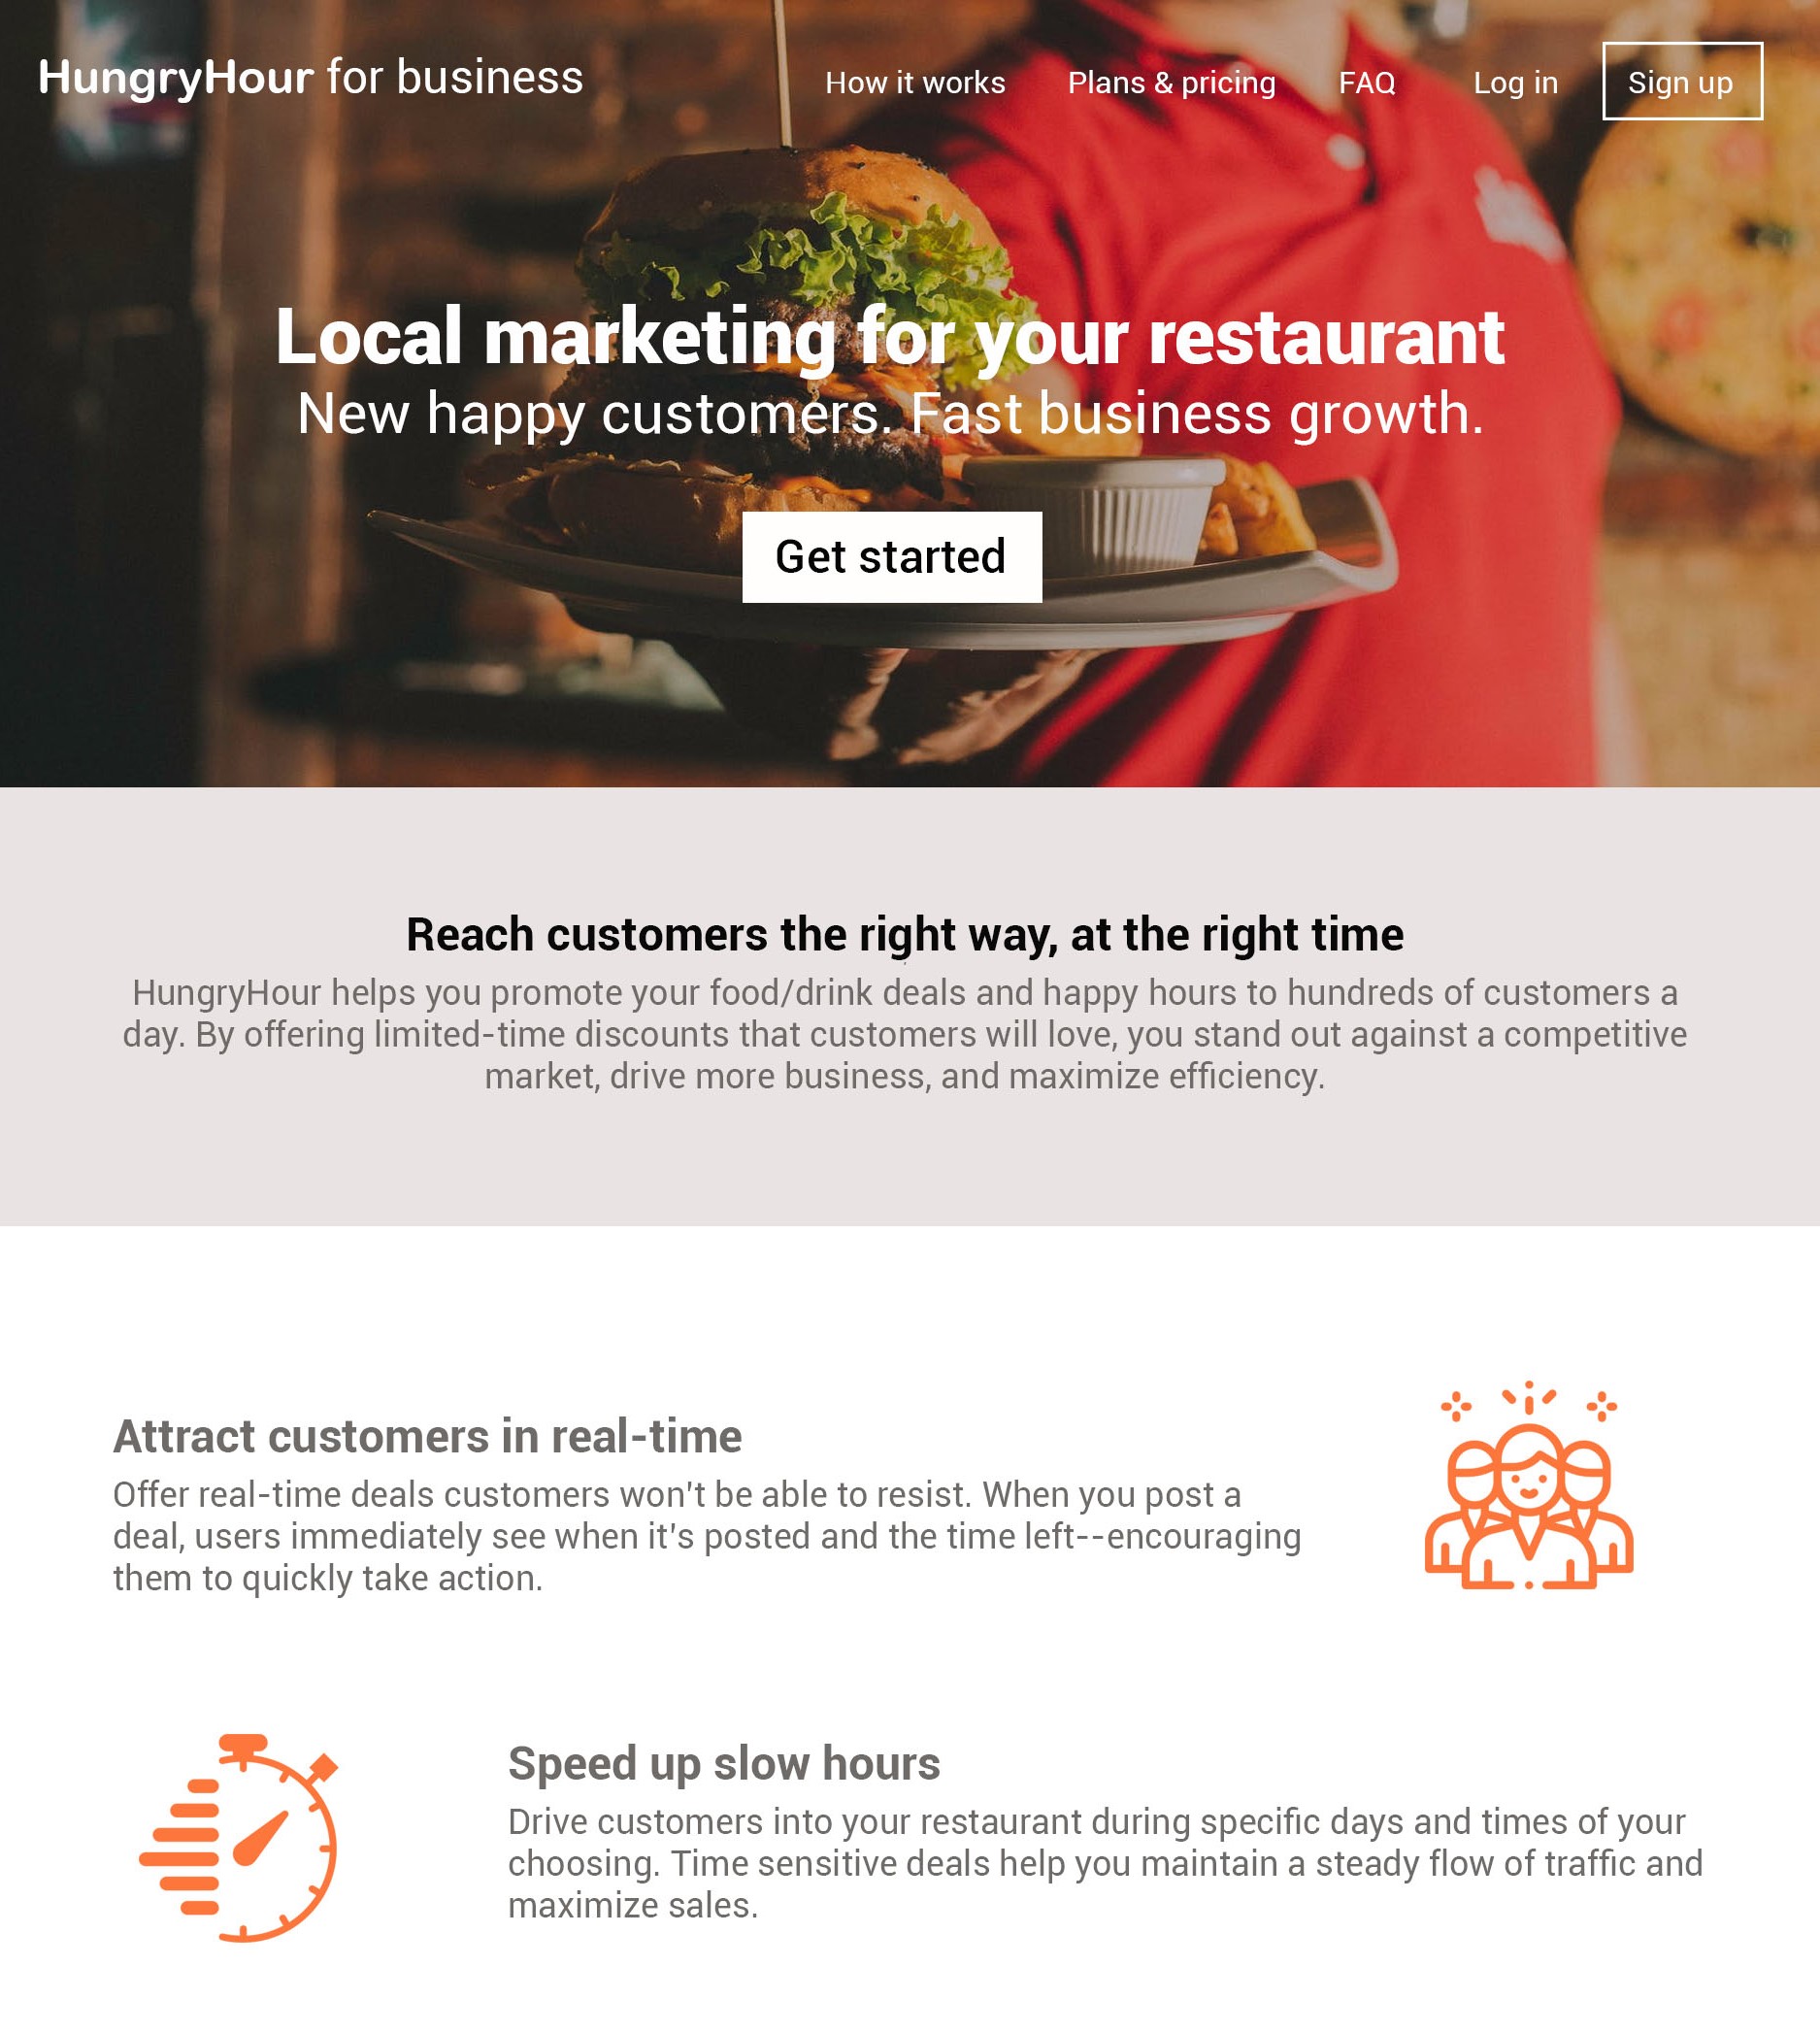 HungryHour for business
How it works
Plans & pricing
FAQ
Log in
Sign up
Local marketing for your restaurant
New happy customers. Fast business growth.
Get started
Reach customers the right way, at the right time
HungryHour helps you promote your food/drink deals and happy hours to hundreds of customers a
day. By offering limited-time discounts that customers will love, you stand out against a competitive
market, drive more business, and maximize efficiency.
Attract customers in real-time
Offer real-time deals customers won't be able to resist. When you post a
deal, users immediately see when it's posted and the time left--encouraging
them to quickly take action.
Speed up slow hours
Drive customers into your restaurant during specific days and times of your
choosing. Time sensitive deals help you maintain a steady flow of traffic and
maximize sales.